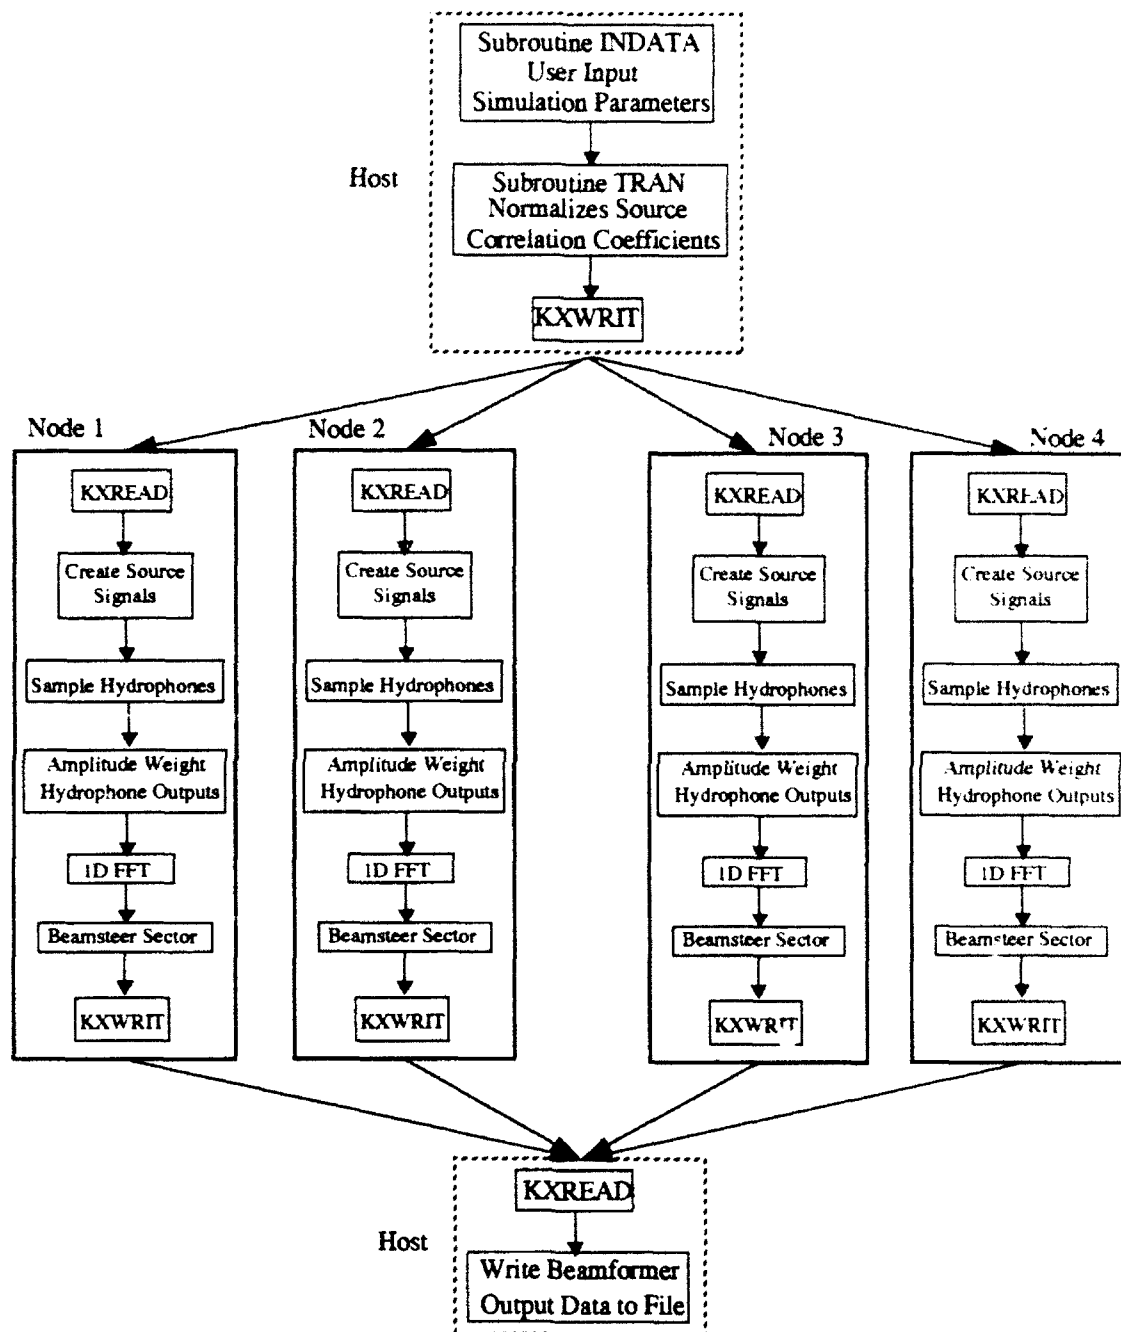 Subroutine INDATA
User Input
Simulation Parameters
Host
Subroutine TRAN
Normalizes Source
Correlation Coefficients
KXWRIT
Node 1
KXREAD
Create Source
Signals
Sample Hydrophones
Amplitude Weight
Hydrophone Outputs
1D FFT
Beamsteer Sector
KXWRIT
Node 2
KXREAD
Create Source
Signals
Sample Hydrophones
Amplitude Weight
Hydrophone Outputs
1D FFT
Beamsteer Sector
KXWRIT
Node 3
KXREAD
Create Source
Signals
Sample Hydrophones
Amplitude Weight
Hydrophone Outputs
1D FFT
Beamsteer Sector
KXWRIT
Node 4
KXREAD
Create Source
Signals
Sample Hydrophones
Amplitude Weight
Hydrophone Outputs
1D FFT
Beamsteer Sector
KXWRIT
KXREAD
Host
Write Beamformer
Output Data to File